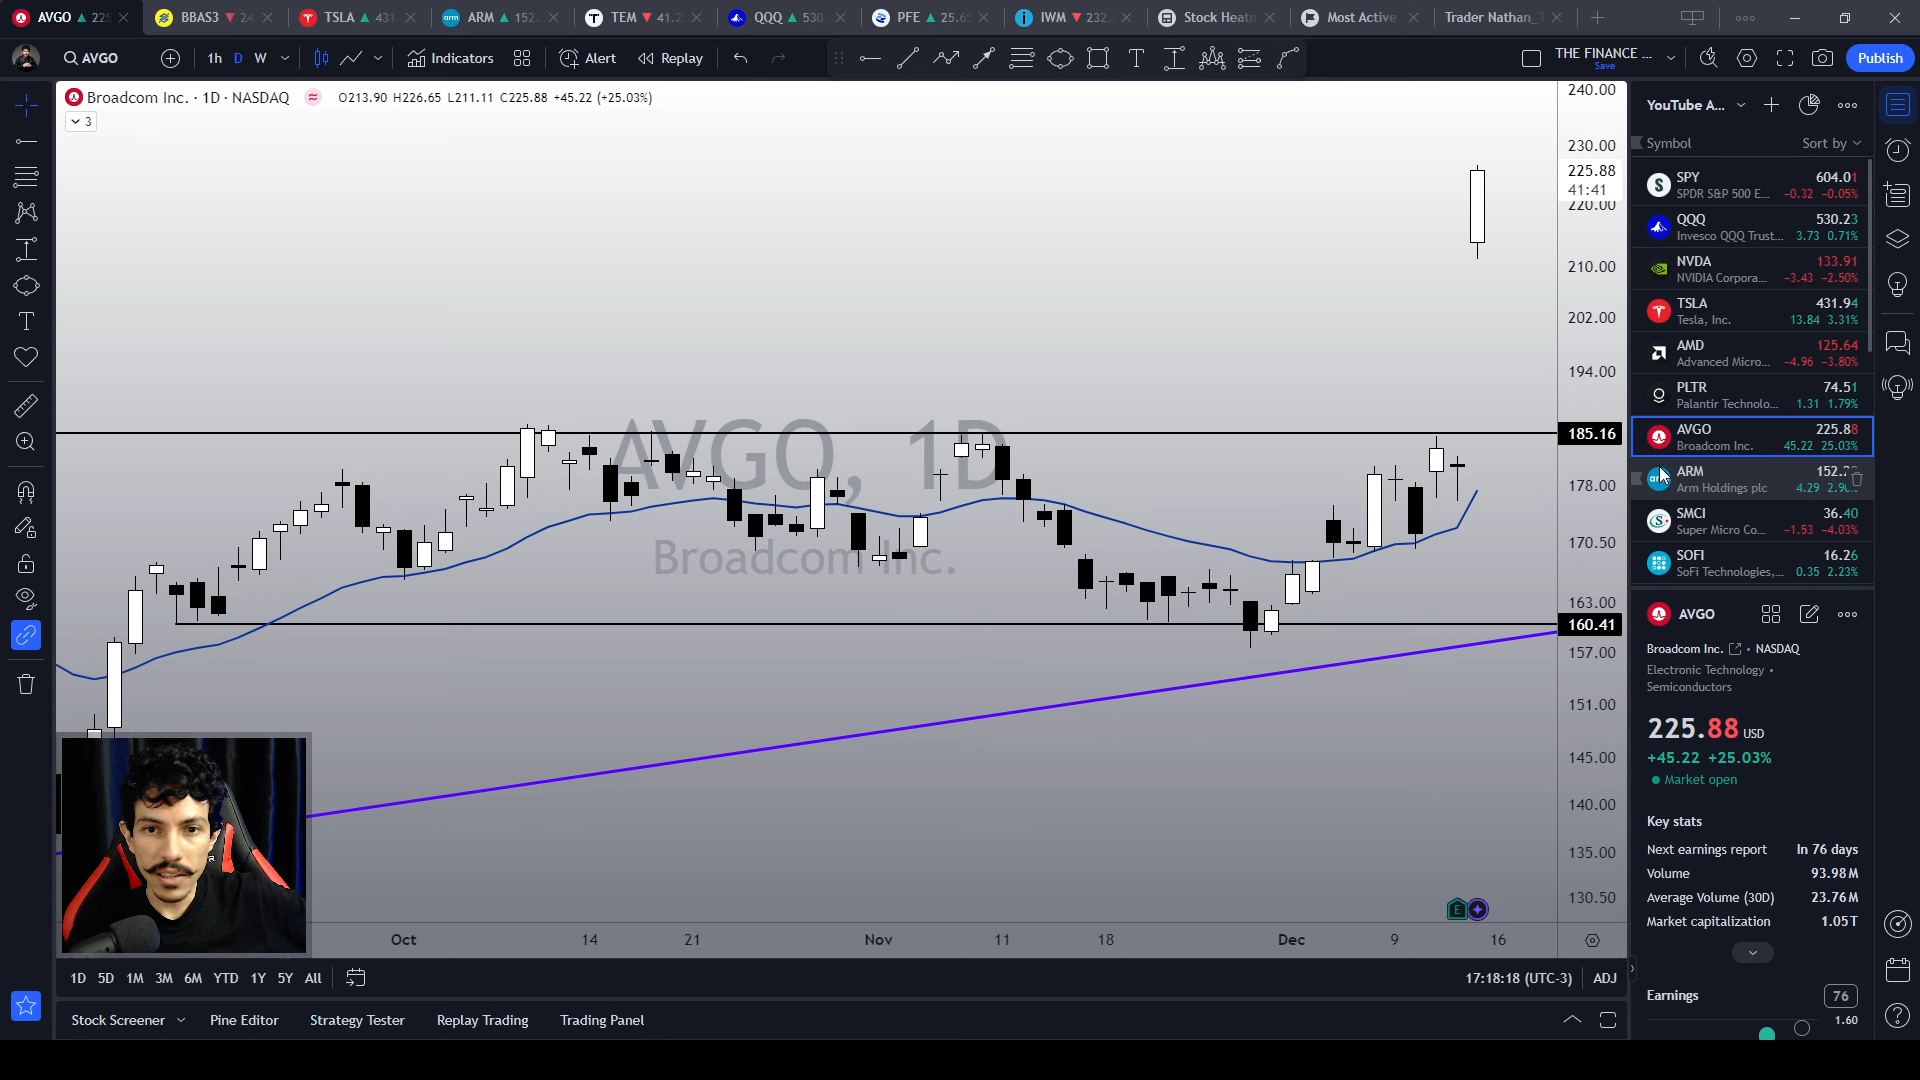 AVGO ▲ 225
BBAS3 ▼ 24
TSLA ▲ 431
ARM ▲ 152.
TEM ▼ 41.2
QQQ ▲ 530
PFE ▲ 25.65
IWM ▼ 232.
Stock Heatm
Most Active
Trader Nathan_
AVGO
1h D W
Indicators
Alert
Replay
THE FINANCE ...
Save
Publish
Broadcom Inc. · 1D · NASDAQ
O213.90 H226.65 L211.11 C225.88 +45.22 (+25.03%)
3
AVGO, 1D
Broadcom Inc.
240.00
230.00
225.88
41:41
220.00
210.00
202.00
194.00
185.16
178.00
170.50
163.00
160.41
157.00
151.00
145.00
140.00
135.00
130.50
E
Oct 14 21 Nov 11 18 Dec 9 16
1D 5D 1M 3M 6M YTD 1Y 5Y All
17:18:18 (UTC-3) ADJ
Stock Screener Pine Editor Strategy Tester Replay Trading Trading Panel
YouTube A...
Symbol Sort by
SPY 604.01
SPDR S&P 500 E... −0.32 −0.05%
QQQ 530.23
Invesco QQQ Trust... 3.73 0.71%
NVDA 133.91
NVIDIA Corpora... −3.43 −2.50%
TSLA 431.94
Tesla, Inc. 13.84 3.31%
AMD 125.64
Advanced Micro... −4.96 −3.80%
PLTR 74.51
Palantir Technolo... 1.31 1.79%
AVGO 225.88
Broadcom Inc. 45.22 25.03%
ARM 152.
Arm Holdings plc 4.29
SMCI 36.40
Super Micro Co... −1.53 −4.03%
SOFI 16.26
SoFi Technologies,... 0.35 2.23%
AVGO
Broadcom Inc. • NASDAQ
Electronic Technology •
Semiconductors
225.88 USD
+45.22 +25.03%
Market open
Key stats
Next earnings report In 76 days
Volume 93.98M
Average Volume (30D) 23.76M
Market capitalization 1.05T
Earnings 76
1.60